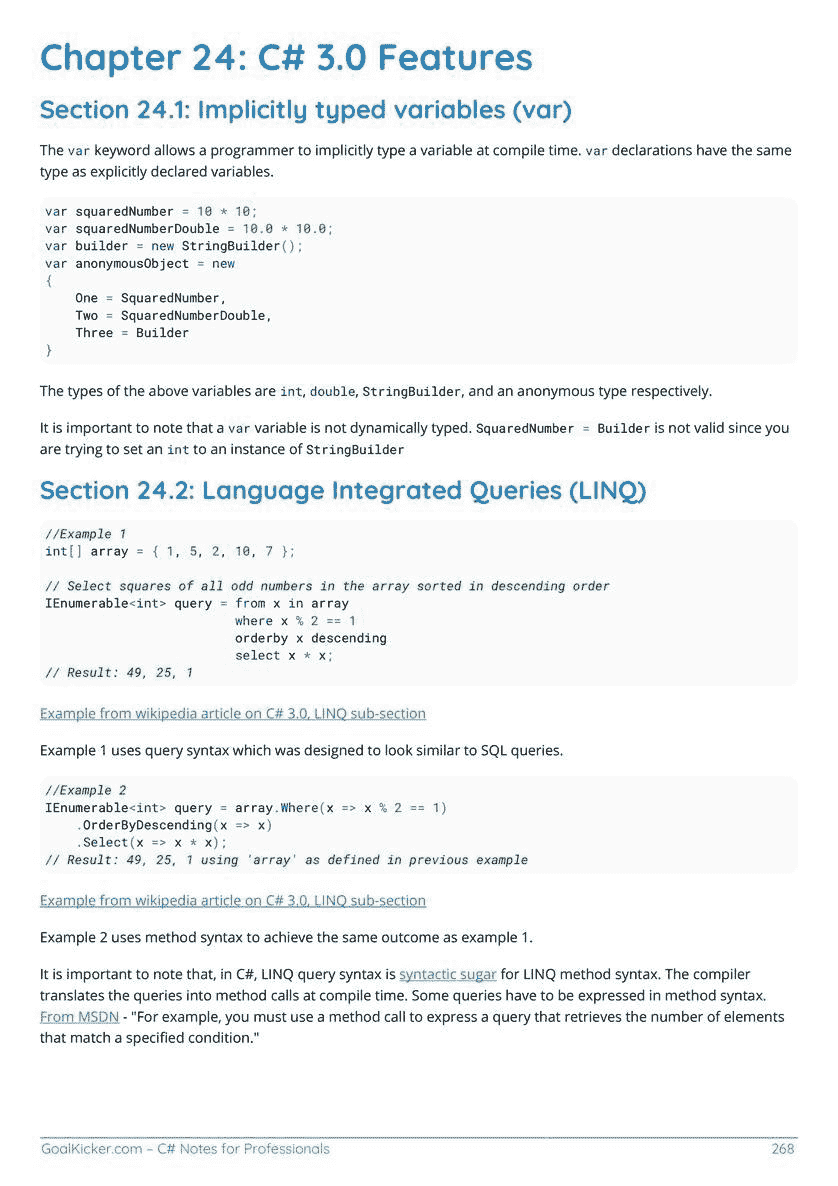 Chapter 24: C# 3.0 Features
Section 24.1: Implicitly typed variables (var)
The var keyword allows a programmer to implicitly type a variable at compile time. var declarations have the same
type as explicitly declared variables.
var squaredNumber = 10 * 10;
var squaredNumberDouble = 10.0 * 10.0;
var builder = new StringBuilder();
var anonymousObject = new
{
    One = SquaredNumber,
    Two = SquaredNumberDouble,
    Three = Builder
}
The types of the above variables are int, double, StringBuilder, and an anonymous type respectively.
It is important to note that a var variable is not dynamically typed. SquaredNumber = Builder is not valid since you
are trying to set an int to an instance of StringBuilder
Section 24.2: Language Integrated Queries (LINQ)
//Example 1
int[] array = { 1, 5, 2, 10, 7 };
// Select squares of all odd numbers in the array sorted in descending order
IEnumerable<int> query = from x in array
                         where x % 2 == 1
                         orderby x descending
                         select x * x;
// Result: 49, 25, 1
Example from wikipedia article on C# 3.0, LINQ sub-section
Example 1 uses query syntax which was designed to look similar to SQL queries.
//Example 2
IEnumerable<int> query = array.Where(x => x % 2 == 1)
    .OrderByDescending(x => x)
    .Select(x => x * x);
// Result: 49, 25, 1 using 'array' as defined in previous example
Example from wikipedia article on C# 3.0, LINQ sub-section
Example 2 uses method syntax to achieve the same outcome as example 1.
It is important to note that, in C#, LINQ query syntax is syntactic sugar for LINQ method syntax. The compiler
translates the queries into method calls at compile time. Some queries have to be expressed in method syntax.
From MSDN - "For example, you must use a method call to express a query that retrieves the number of elements
that match a specified condition."
GoalKicker.com – C# Notes for Professionals 268